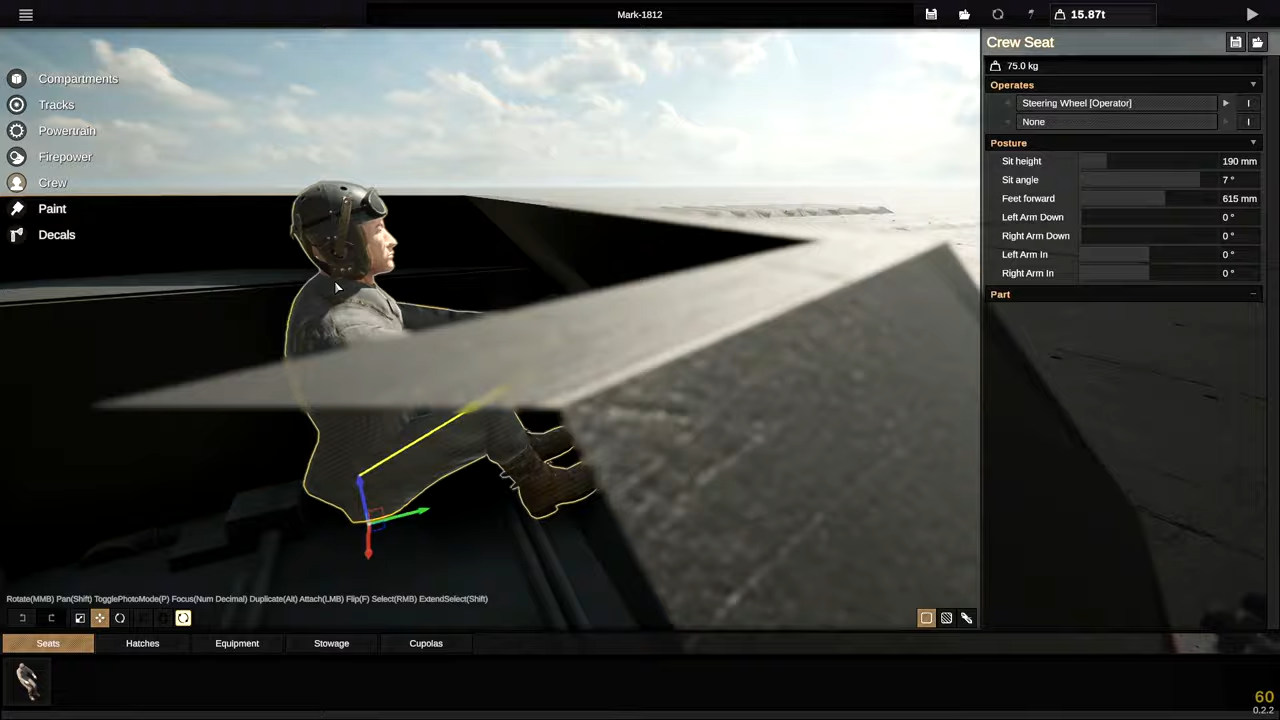 Mark-1812
15.87t
Compartments
Tracks
Powertrain
Firepower
Crew
Paint
Decals
Crew Seat
75.0 kg
Operates
Steering Wheel [Operator]
None
Posture
Sit height 190 mm
Sit angle 7 °
Feet forward 615 mm
Left Arm Down 0 °
Right Arm Down 0 °
Left Arm In 0 °
Right Arm In 0 °
Part
Rotate(MMB) Pan(Shift) TogglePhotoMode(P) Focus(Num Decimal) Duplicate(Alt) Attach(LMB) Flip(F) Select(RMB) ExtendSelect(Shift)
Seats Hatches Equipment Stowage Cupolas
60
0.2.2